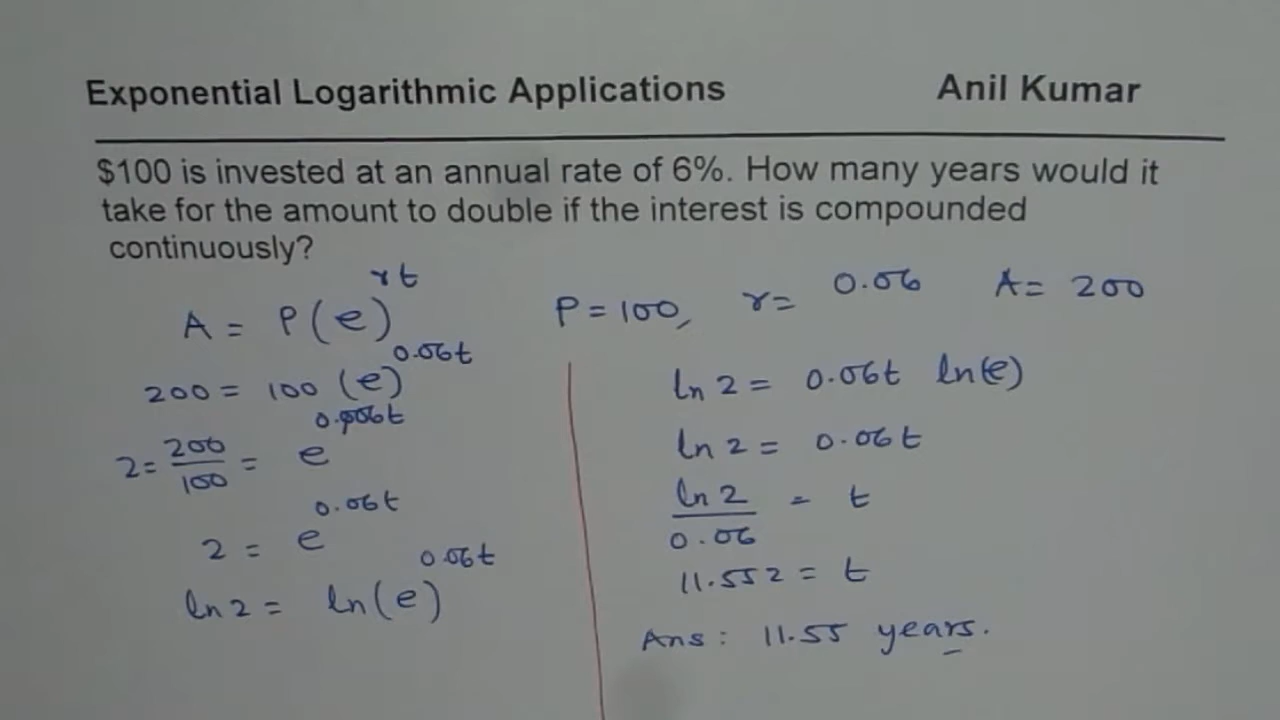 Exponential Logarithmic Applications Anil Kumar
$100 is invested at an annual rate of 6%. How many years would it
take for the amount to double if the interest is compounded
continuously?
A = P(e)^rt
P = 100, r = 0.06 A = 200
200 = 100 (e)^0.06t
2 = 200/100 = e^0.006t
2 = e^0.06t
ln 2 = ln(e)^0.06t
ln 2 = 0.06t ln(e)
ln 2 = 0.06t
ln 2/0.06 = t
11.552 = t
Ans: 11.55 years.